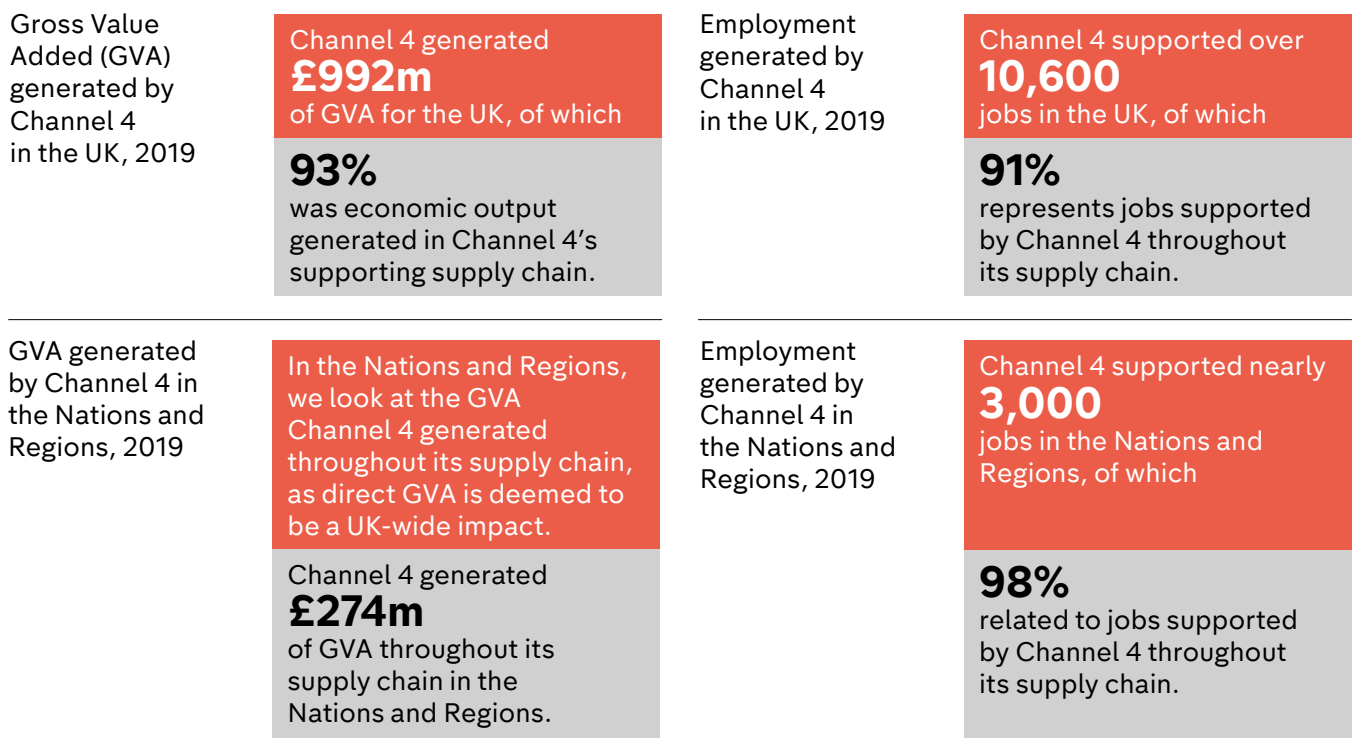 Gross Value
Added (GVA)
generated by
Channel 4
in the UK, 2019
Channel 4 generated
£992m
of GVA for the UK, of which
93%
was economic output
generated in Channel 4’s
supporting supply chain.
Employment
generated by
Channel 4
in the UK, 2019
Channel 4 supported over
10,600
jobs in the UK, of which
91%
represents jobs supported
by Channel 4 throughout
its supply chain.
GVA generated
by Channel 4 in
the Nations and
Regions, 2019
In the Nations and Regions,
we look at the GVA
Channel 4 generated
throughout its supply chain,
as direct GVA is deemed to
be a UK-wide impact.
Channel 4 generated
£274m
of GVA throughout its
supply chain in the
Nations and Regions.
Employment
generated by
Channel 4 in
the Nations and
Regions, 2019
Channel 4 supported nearly
3,000
jobs in the Nations and
Regions, of which
98%
related to jobs supported
by Channel 4 throughout
its supply chain.